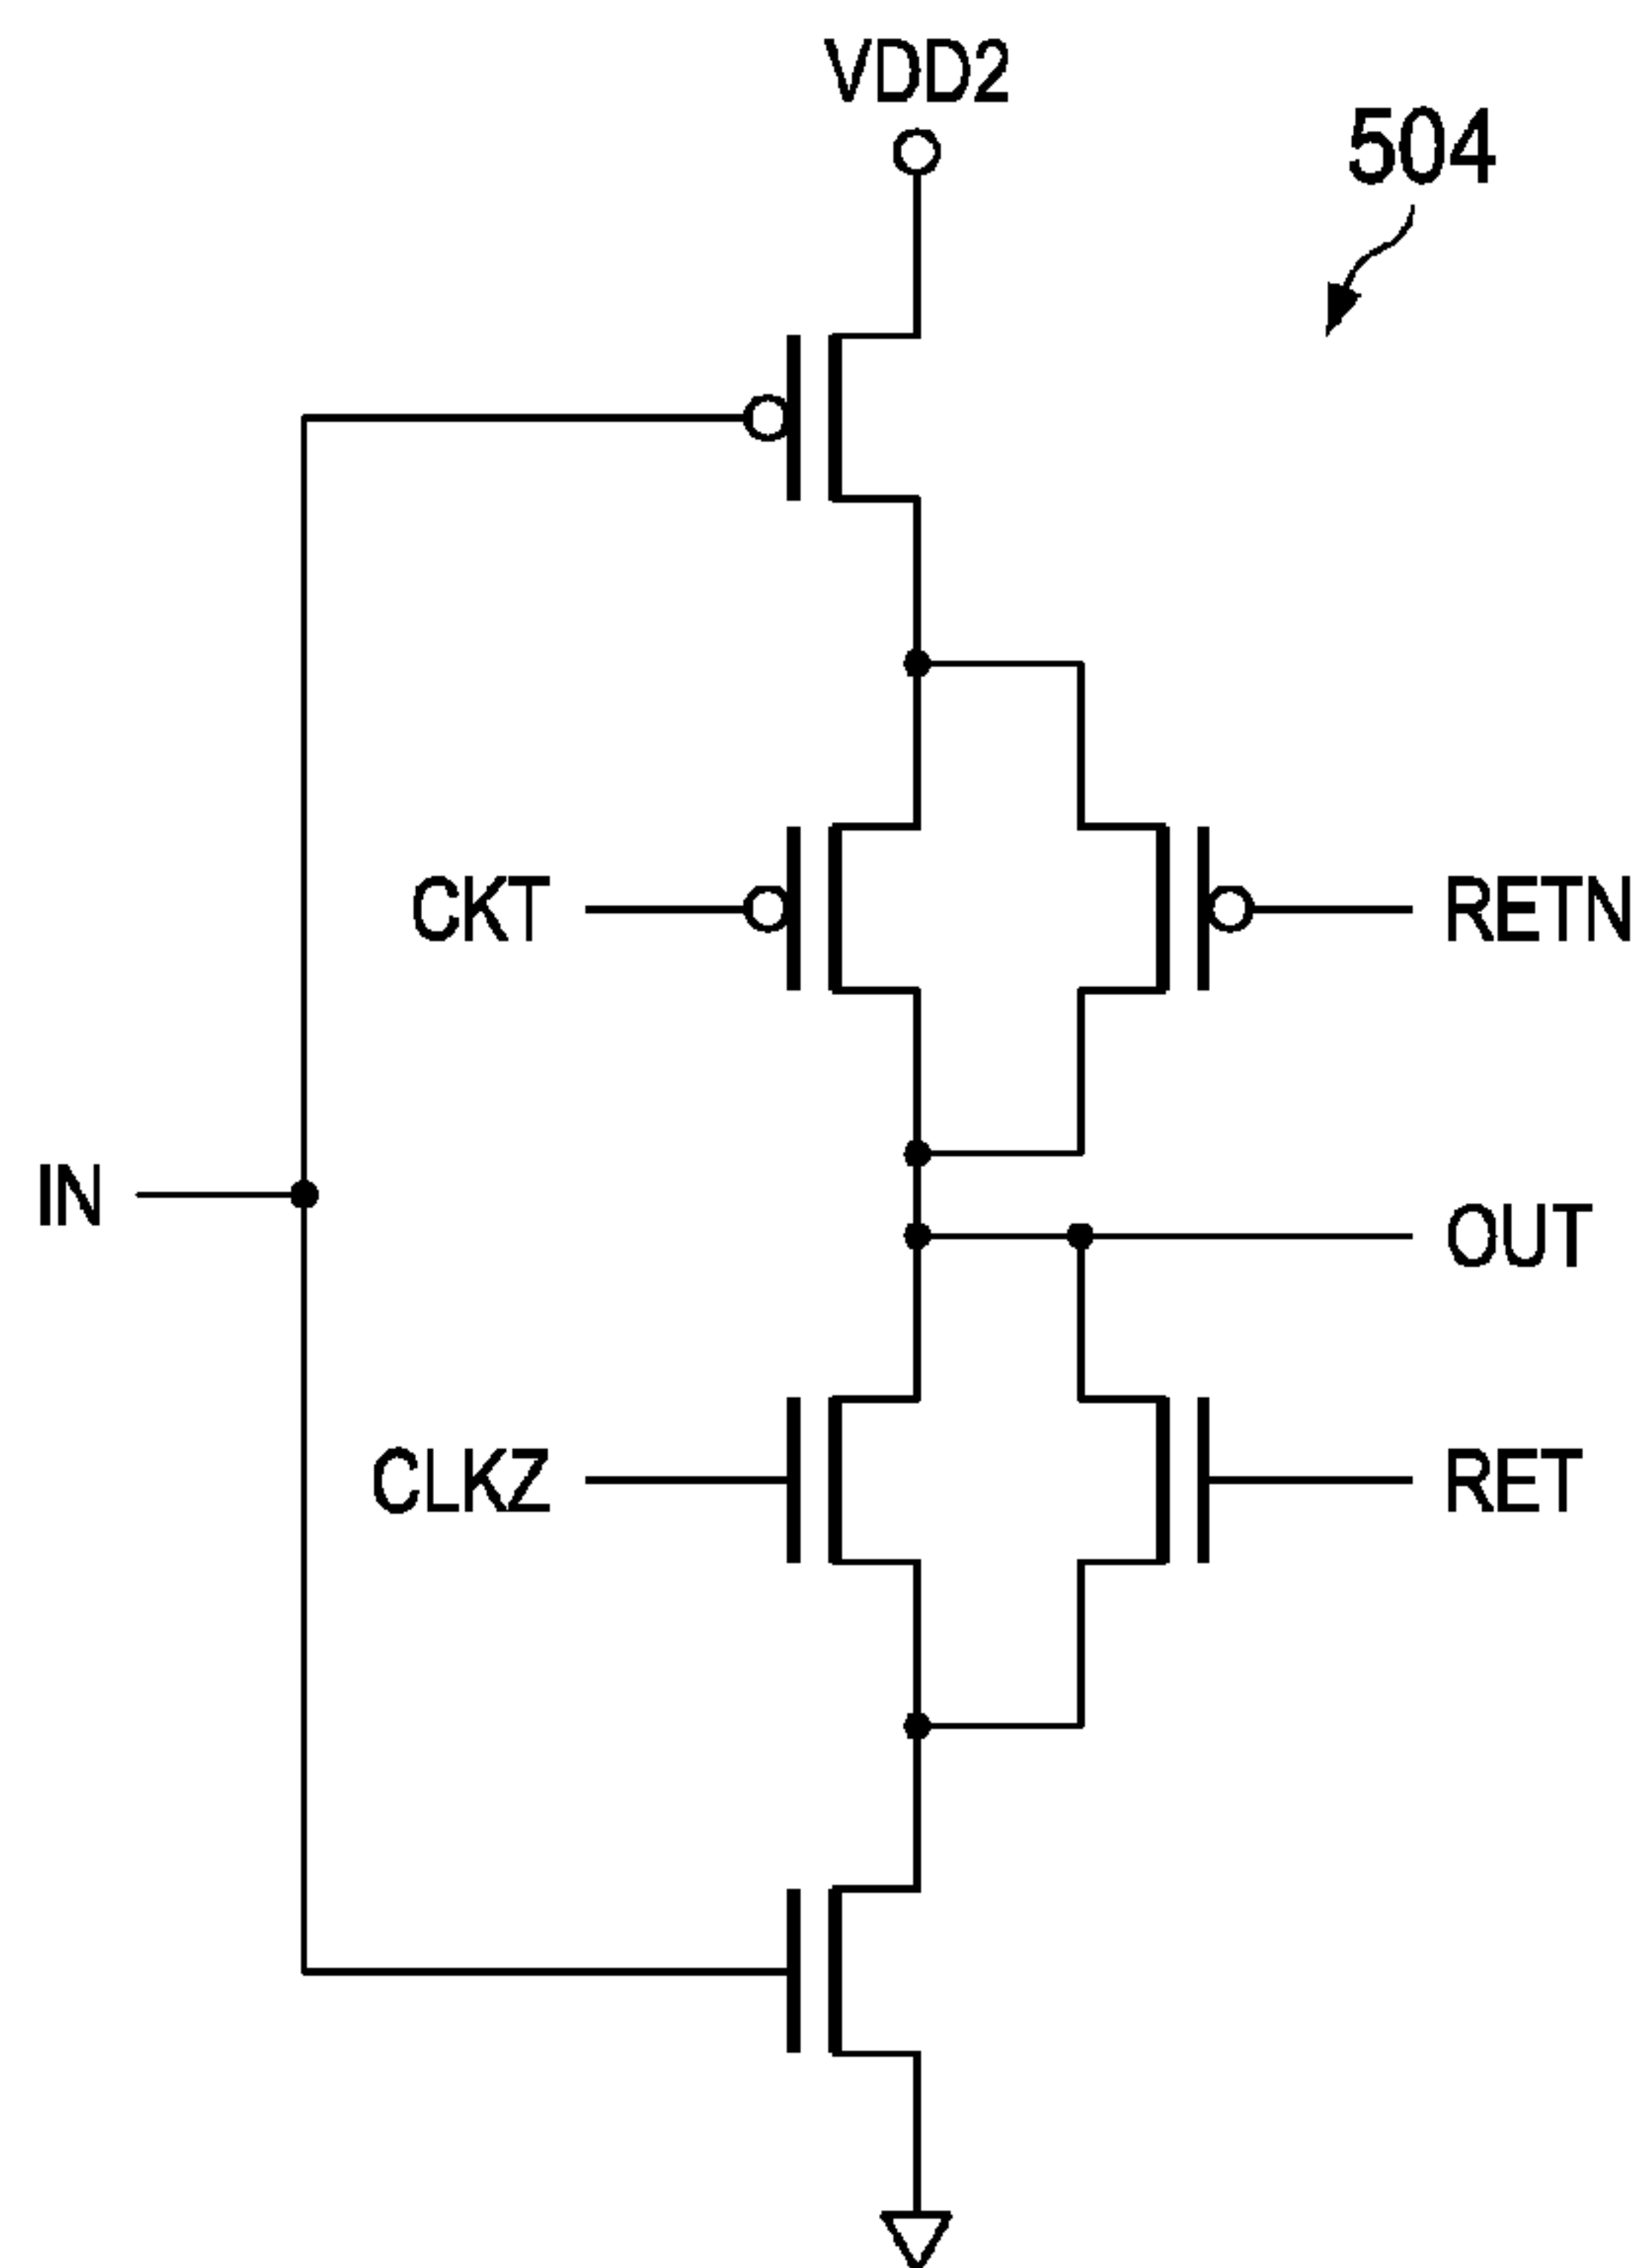 VDD2
504
CKT
RETN
IN
OUT
CLKZ
RET